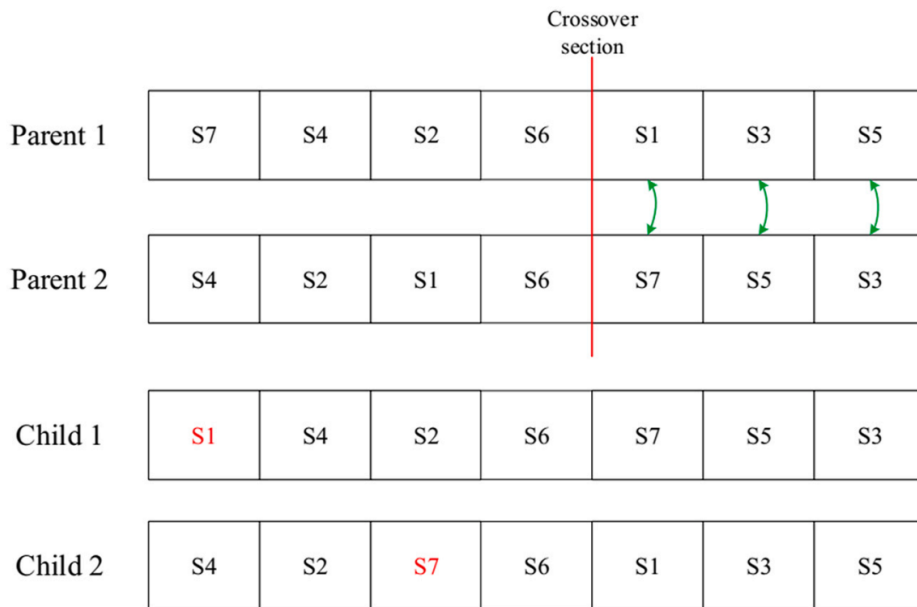 Crossover
section
Parent 1 S7 S4 S2 S6 S1 S3 S5
Parent 2 S4 S2 S1 S6 S7 S5 S3
Child 1 S1 S4 S2 S6 S7 S5 S3
Child 2 S4 S2 S7 S6 S1 S3 S5